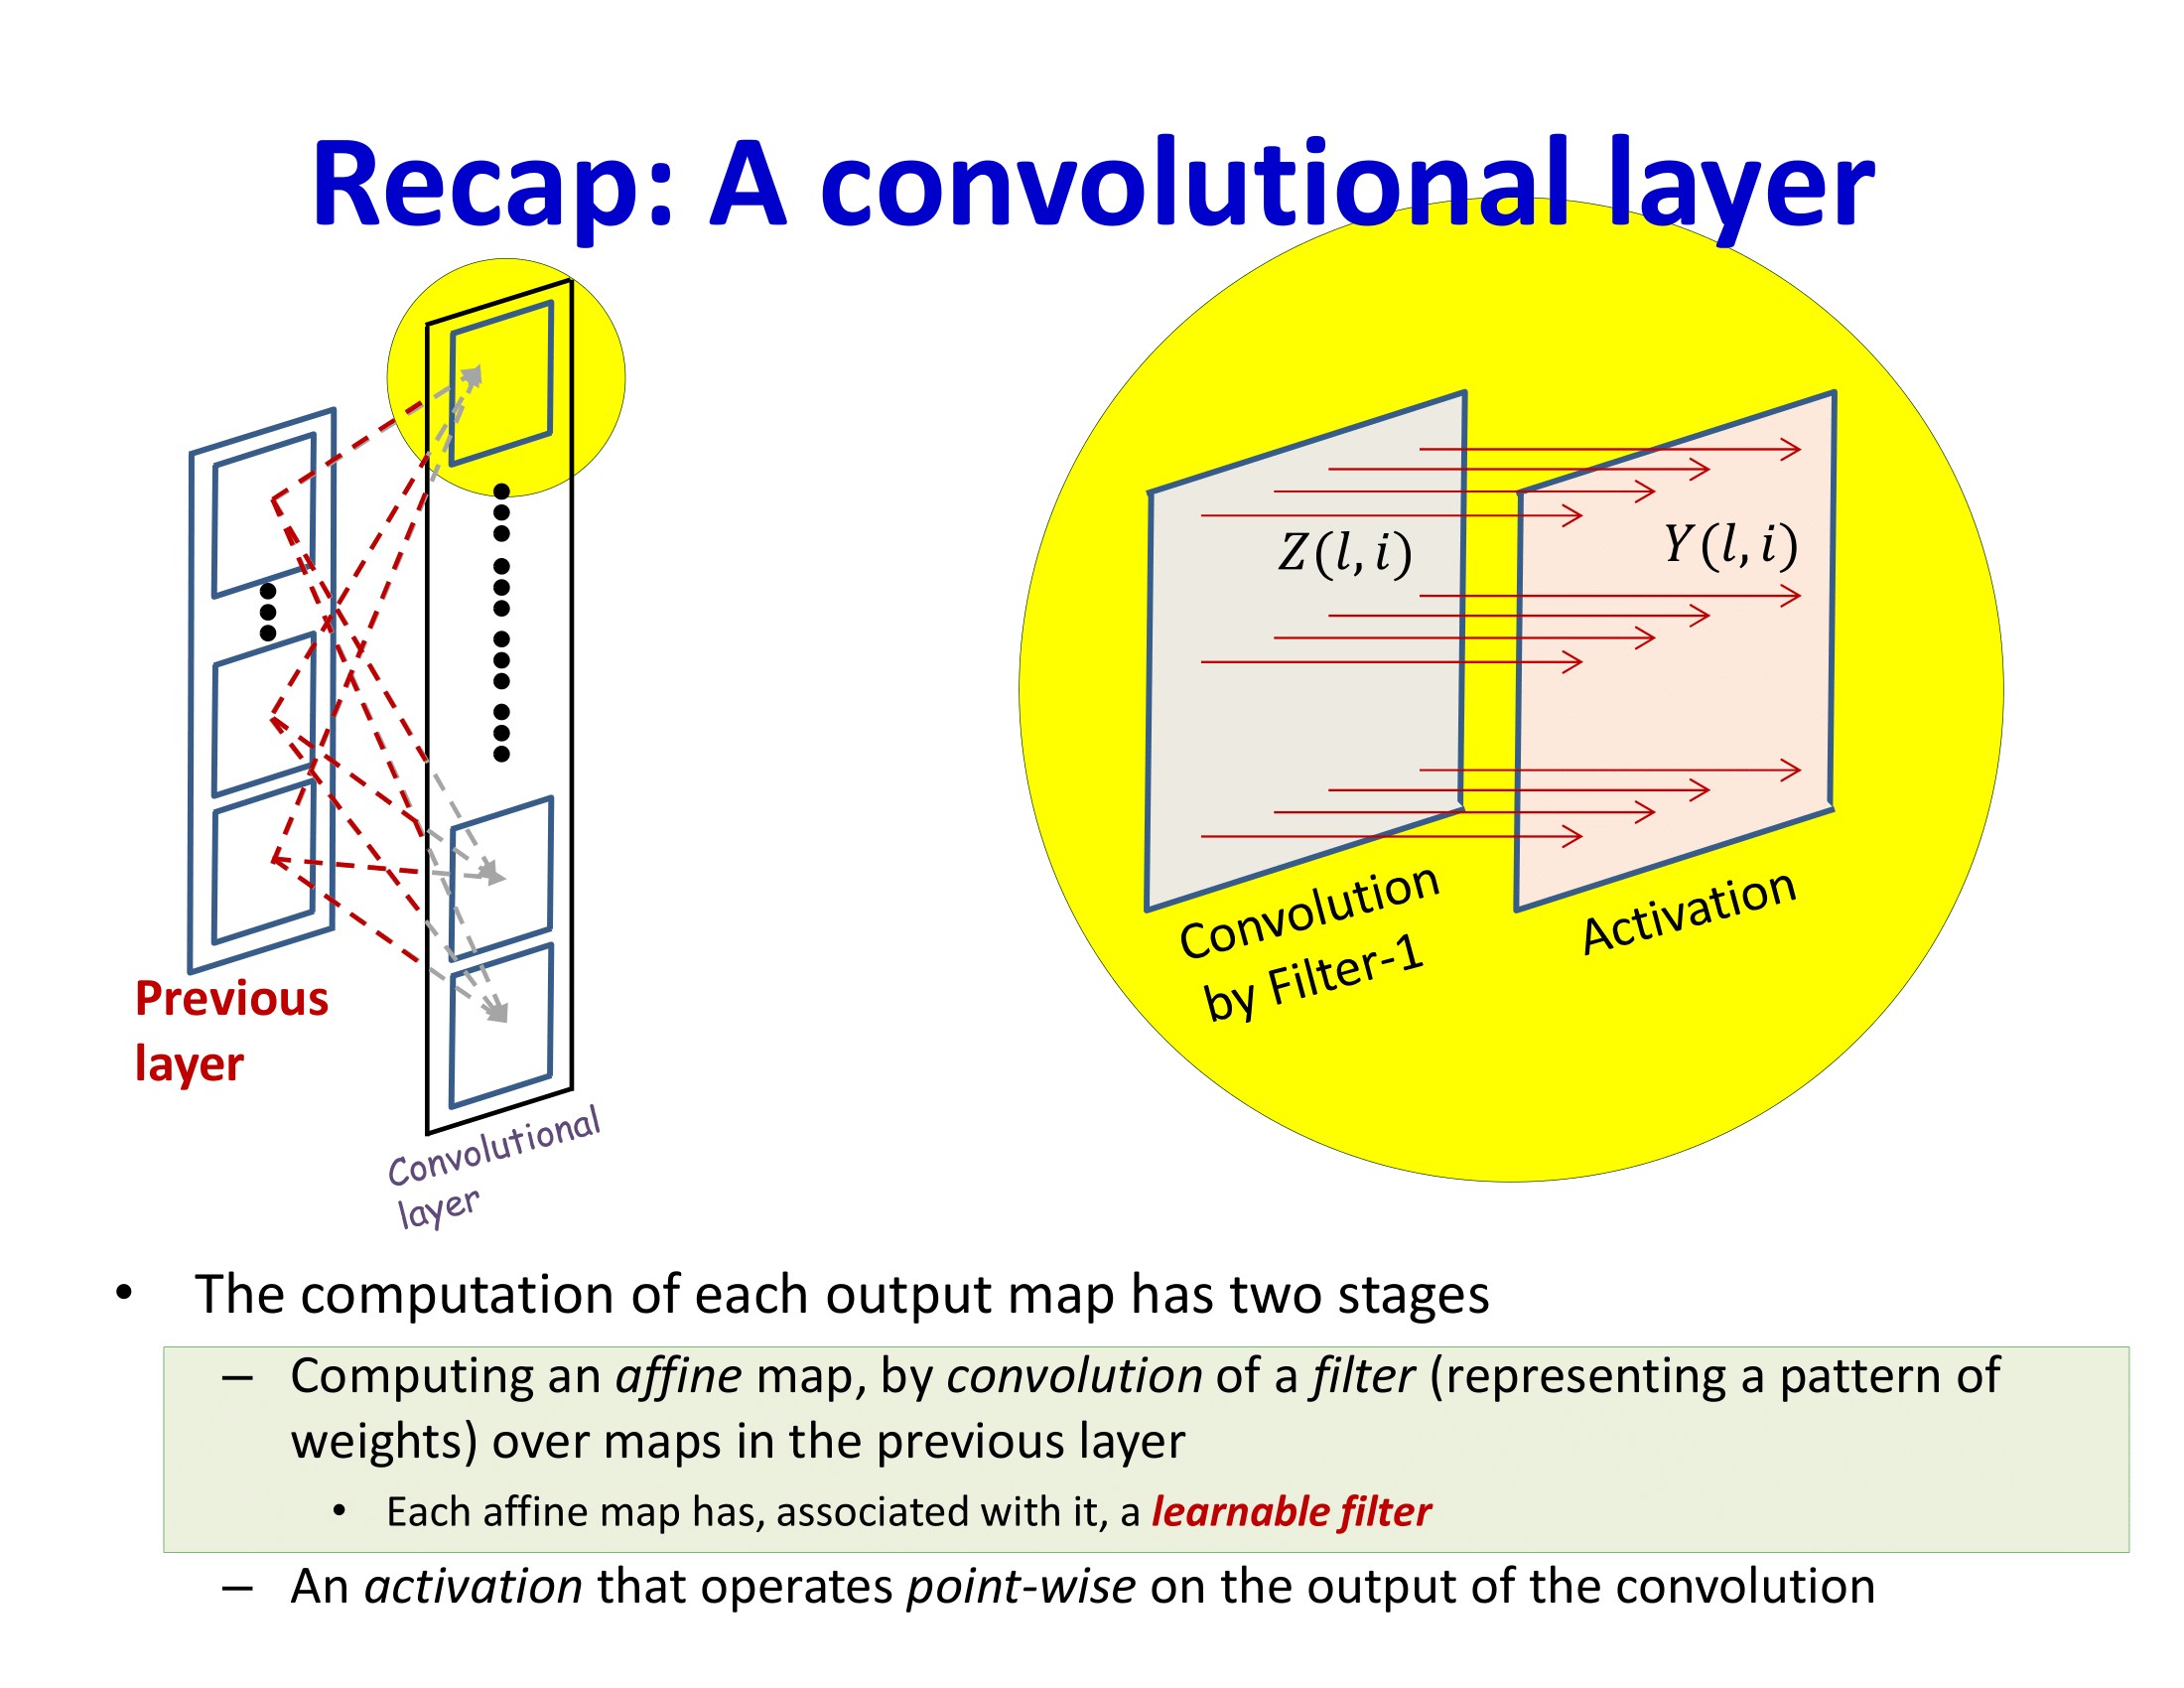 Recap: A convolutional layer
Z(l, i)
Y(l, i)
Convolution
by Filter-1
Activation
Previous
layer
Convolutional
layer
• The computation of each output map has two stages
– Computing an affine map, by convolution of a filter (representing a pattern of
weights) over maps in the previous layer
• Each affine map has, associated with it, a learnable filter
– An activation that operates point-wise on the output of the convolution